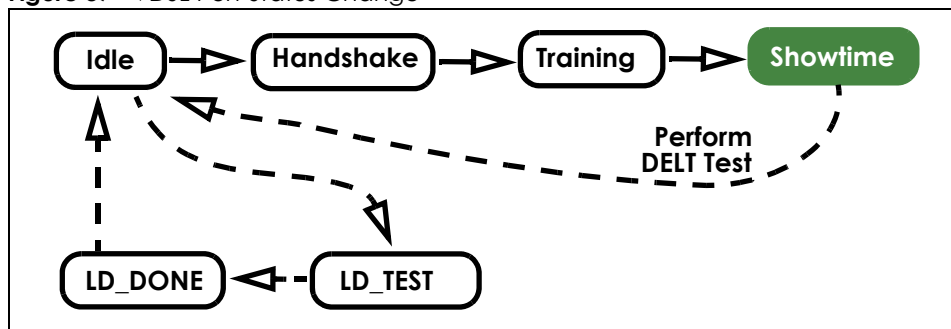 Idle
Handshake
Training
Showtime
Perform
DELT Test
LD_DONE
LD_TEST